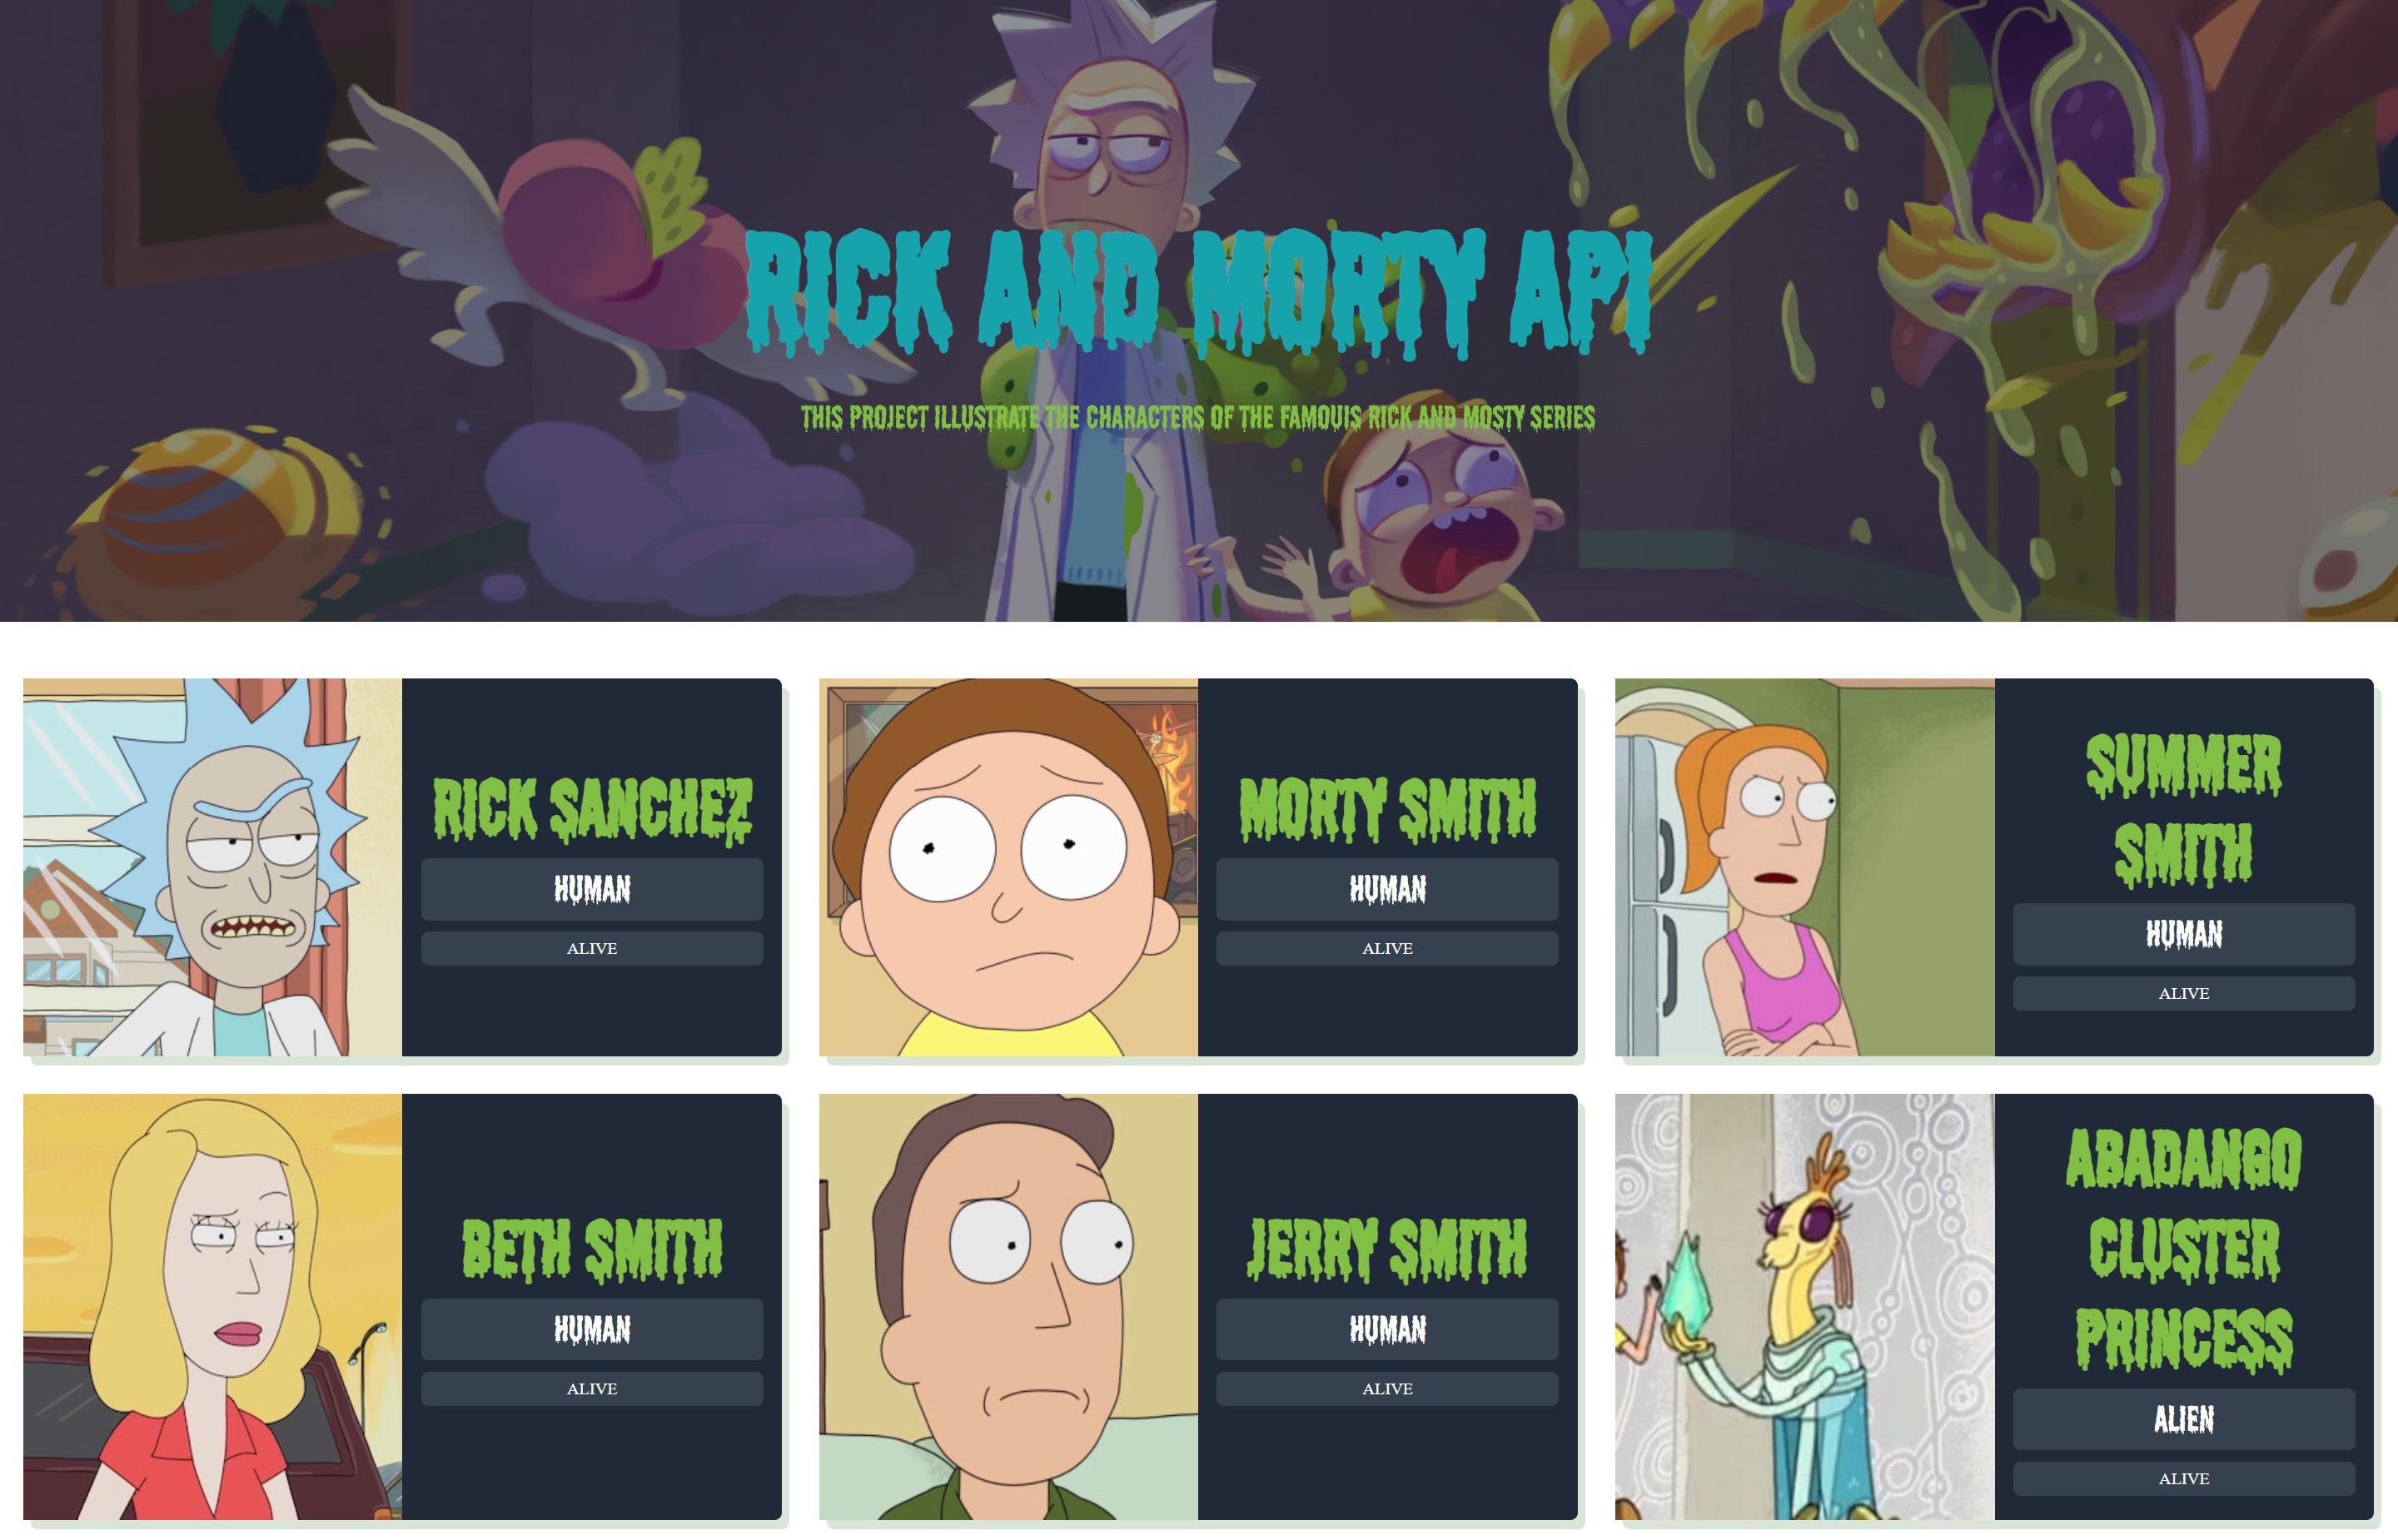 RICK AND MORTY API
THIS PROJECT ILLUSTRATE THE CHARACTERS OF THE FAMOUIS RICK AND MOSTY SERIES
RICK SANCHEZ
HUMAN
ALIVE
MORTY SMITH
HUMAN
ALIVE
SUMMER
SMITH
HUMAN
ALIVE
BETH SMITH
HUMAN
ALIVE
JERRY SMITH
HUMAN
ALIVE
ABADANGO
CLUSTER
PRINCESS
ALIEN
ALIVE